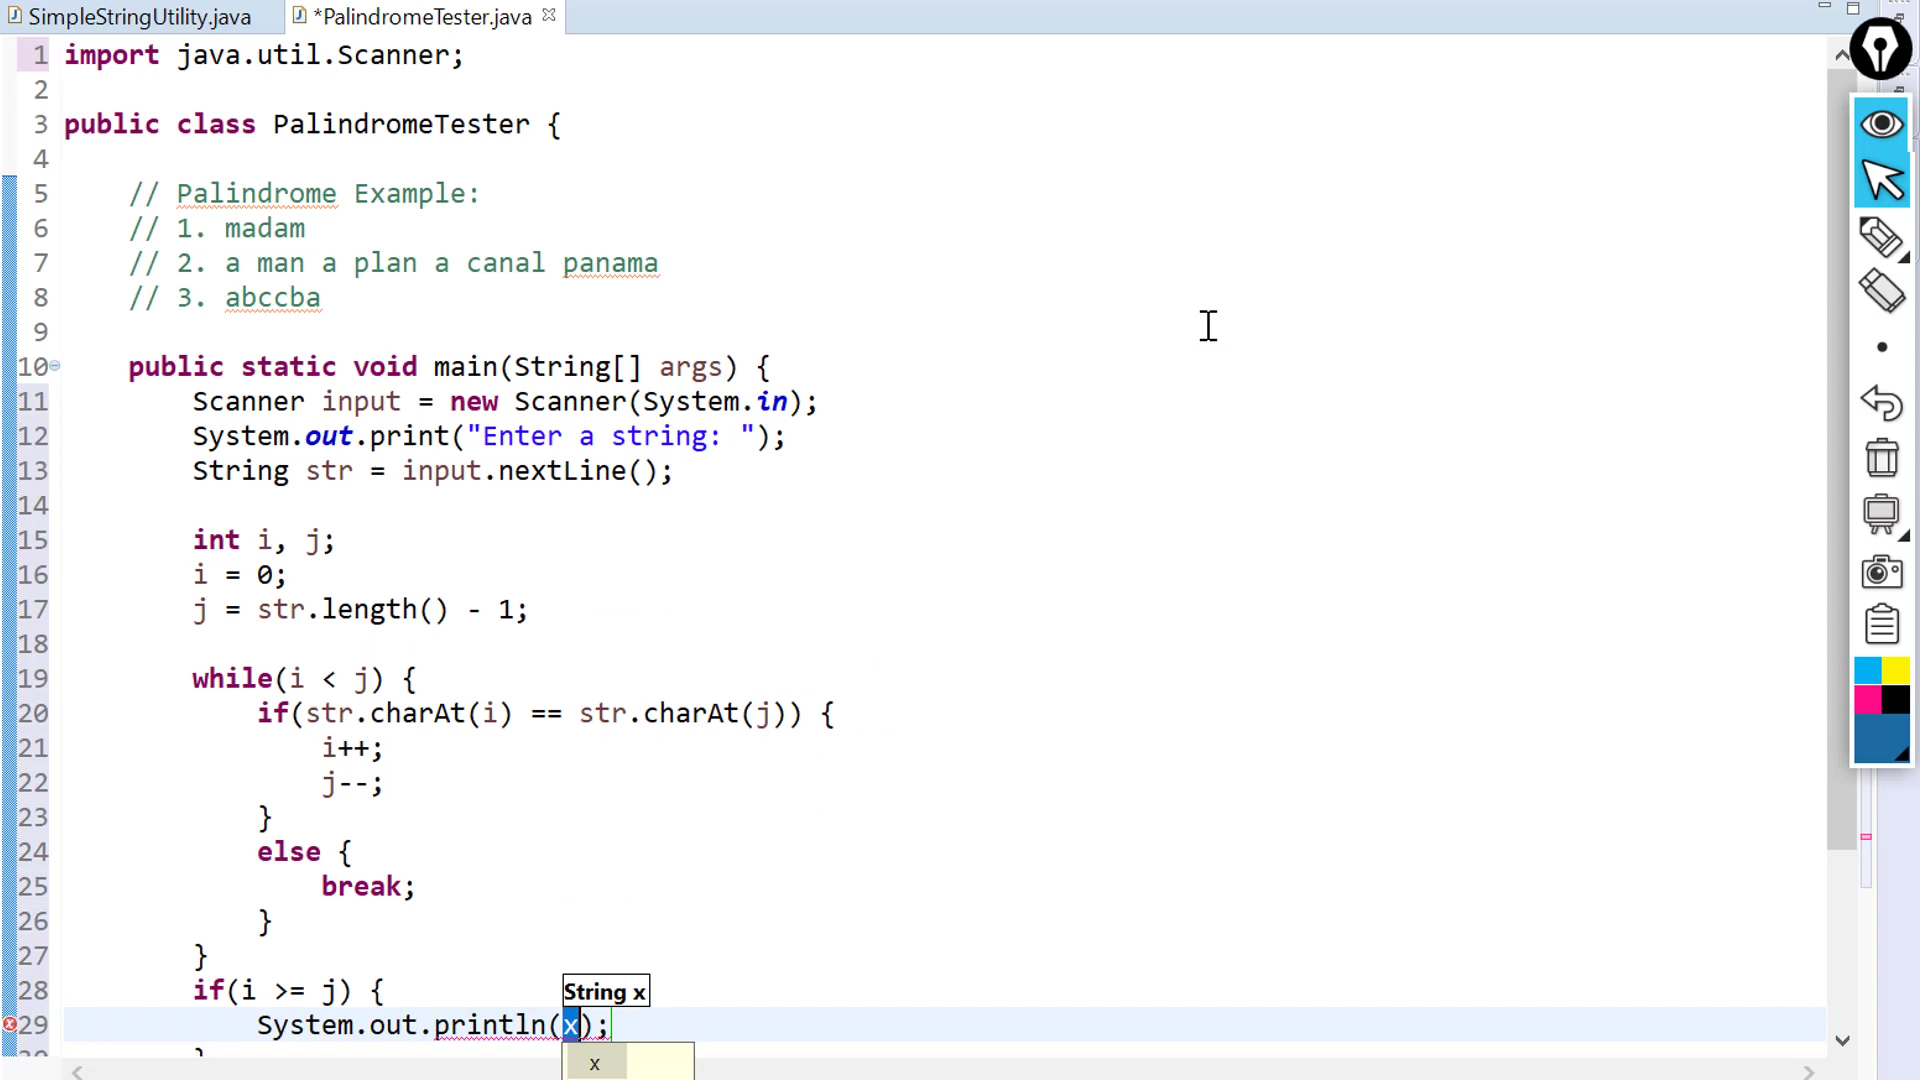 SimpleStringUtility.java *PalindromeTester.java
1 import java.util.Scanner;
2
3 public class PalindromeTester {
4
5 // Palindrome Example:
6 // 1. madam
7 // 2. a man a plan a canal panama
8 // 3. abccba
9
10 public static void main(String[] args) {
11 Scanner input = new Scanner(System.in);
12 System.out.print("Enter a string: ");
13 String str = input.nextLine();
14
15 int i, j;
16 i = 0;
17 j = str.length() - 1;
18
19 while(i < j) {
20 if(str.charAt(i) == str.charAt(j)) {
21 i++;
22 j--;
23 }
24 else {
25 break;
26 }
27 }
28 if(i >= j) {
String x
29 System.out.println(x);
x